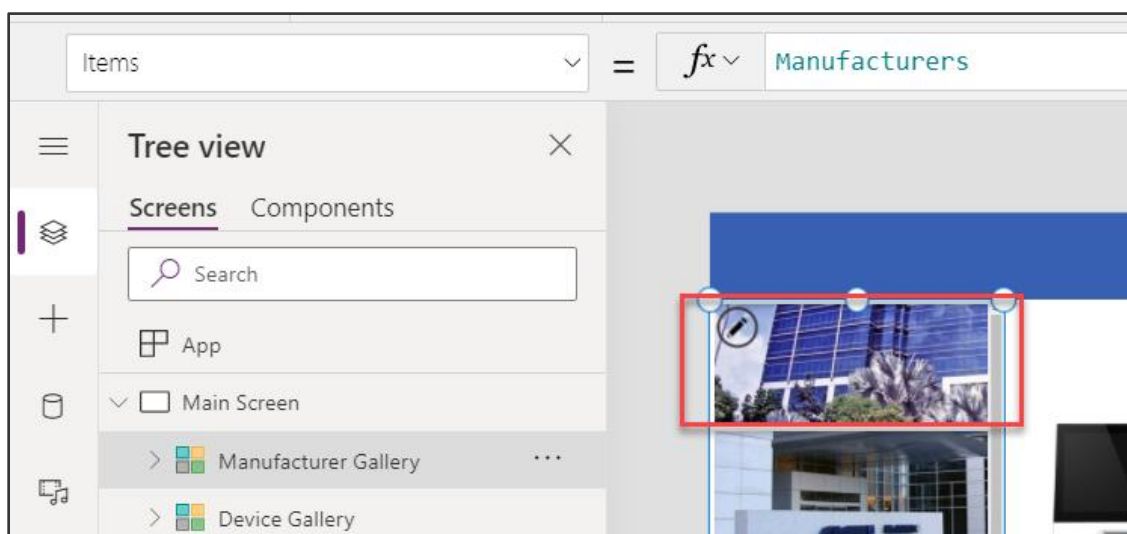 Items
=
fx
Manufacturers
Tree view
Screens
Components
Search
App
Main Screen
Manufacturer Gallery
...
Device Gallery